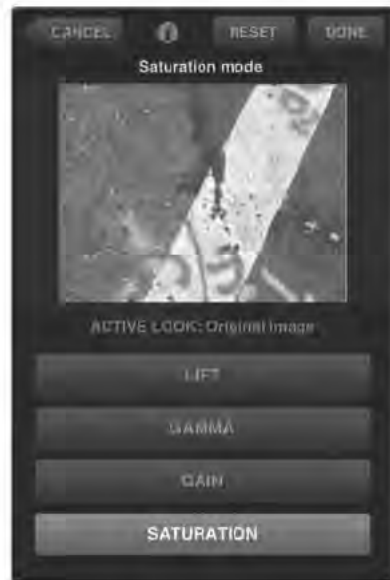 CANCEL i RESET DONE
Saturation mode
ACTIVE LOOK: Original Image
LIFT
GAMMA
GAIN
SATURATION